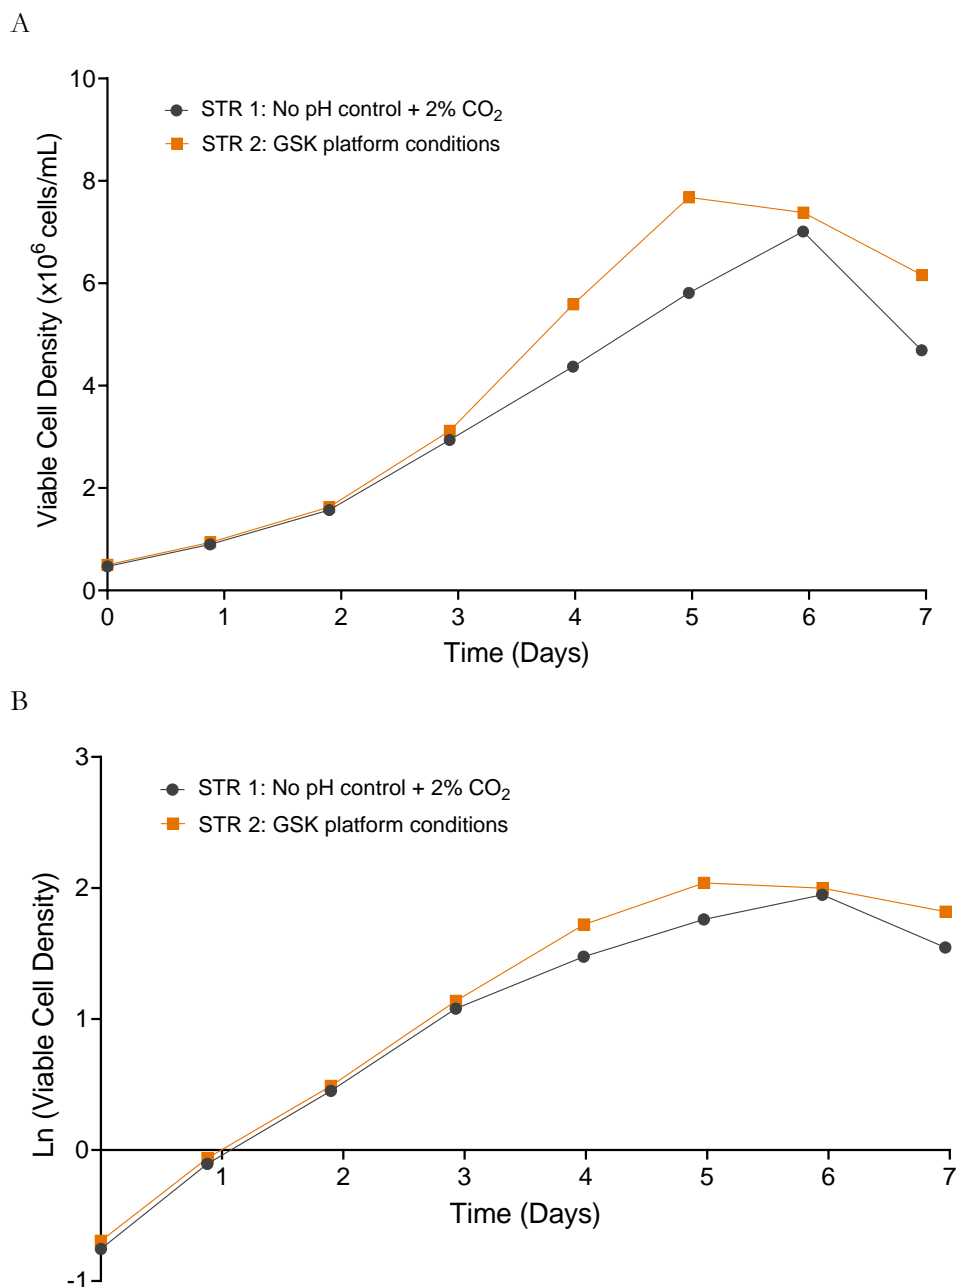 A
10
8
6
4
2
0
Viable Cell Density (x10⁶ cells/mL)
STR 1: No pH control + 2% CO₂
STR 2: GSK platform conditions
0 1 2 3 4 5 6 7
Time (Days)
B
3
2
1
0
-1
Ln (Viable Cell Density)
STR 1: No pH control + 2% CO₂
STR 2: GSK platform conditions
1 2 3 4 5 6 7
Time (Days)